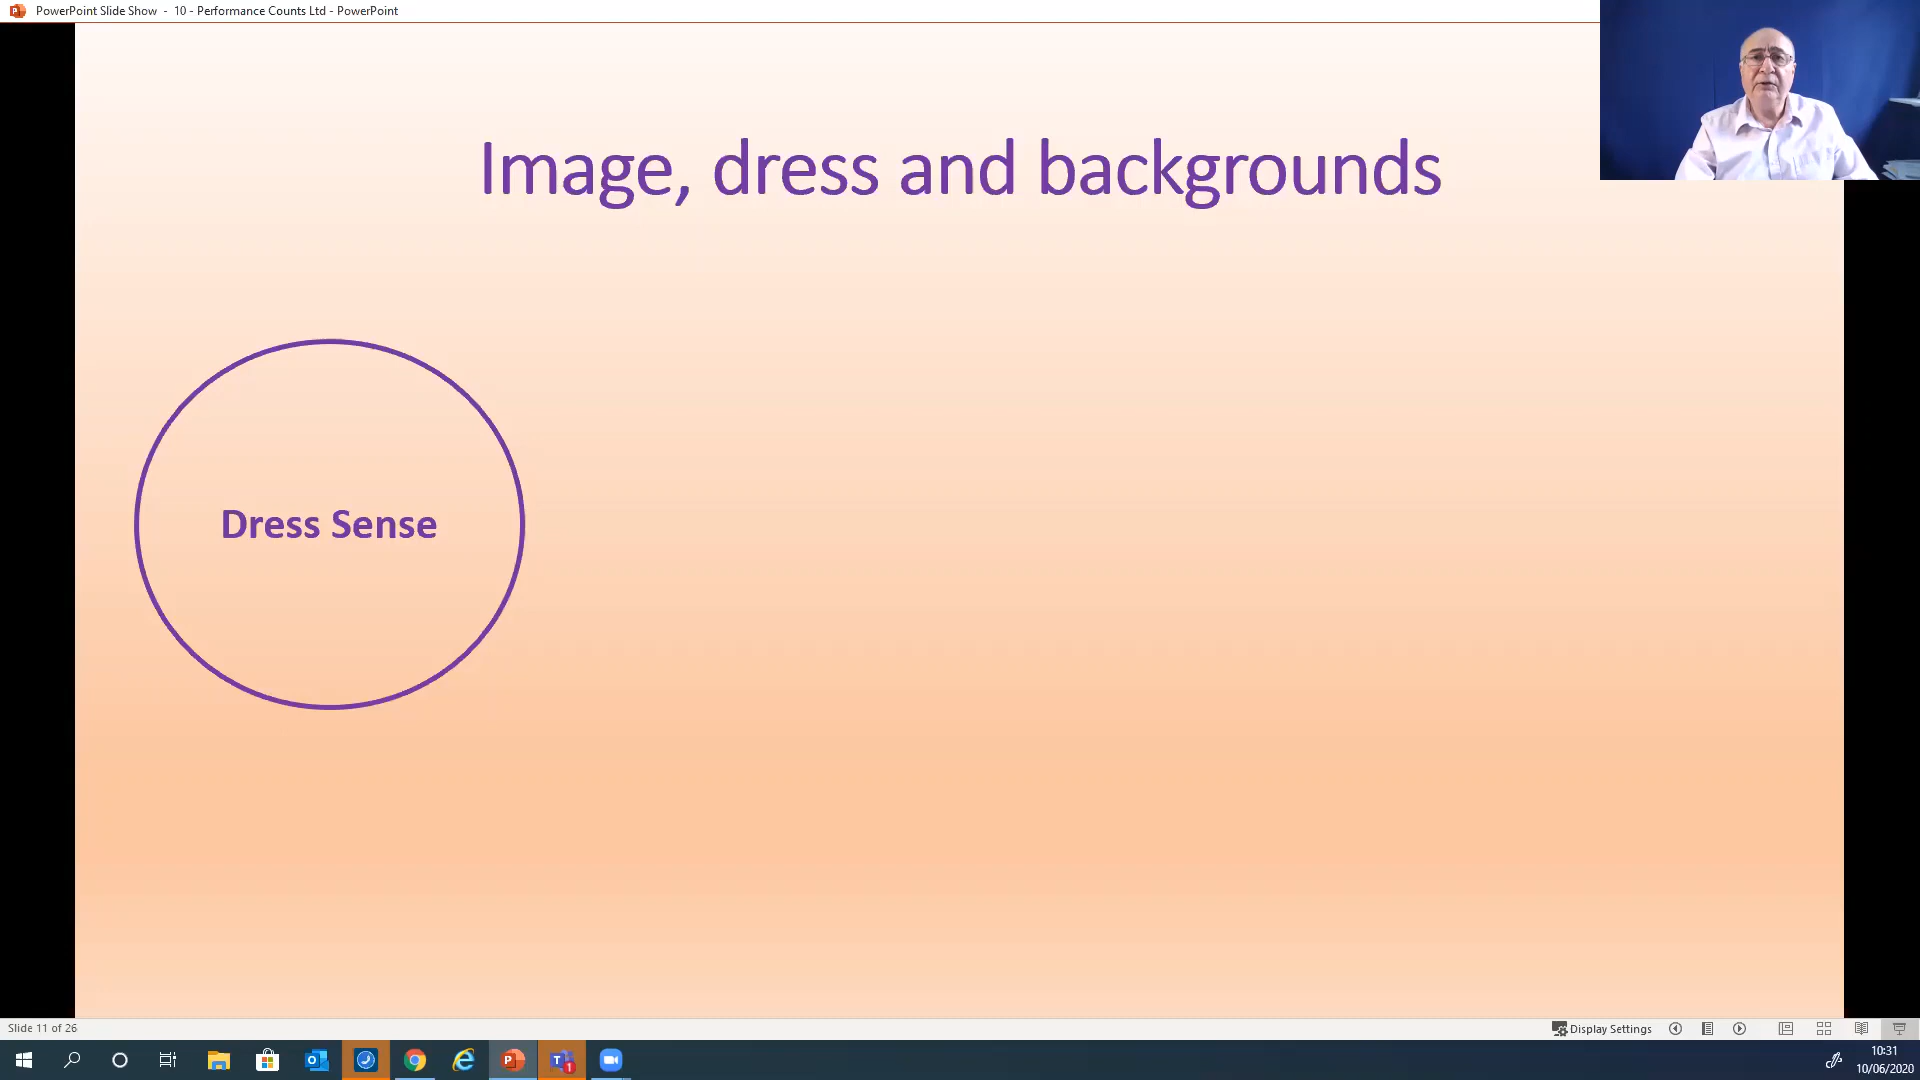 PowerPoint Slide Show - 10 - Performance Counts Ltd - PowerPoint
Image, dress and backgrounds
Dress Sense
Slide 11 of 26
Display Settings
10:31
10/06/2020